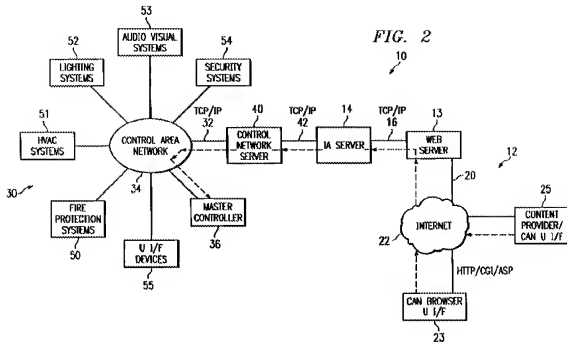 53
AUDIO VISUAL
SYSTEMS
FIG. 2
10
52
LIGHTING
SYSTEMS
54
SECURITY
SYSTEMS
51
HVAC
SYSTEMS
CONTROL AREA
NETWORK
34
TCP/IP
32
40
CONTROL
NETWORK
SERVER
TCP/IP
42
14
IA SERVER
TCP/IP
16
13
WEB
SERVER
12
30
20
25
CONTENT
PROVIDER/
CAN U I/F
INTERNET
22
FIRE
PROTECTION
SYSTEMS
50
U I/F
DEVICES
55
MASTER
CONTROLLER
36
HTTP/CGI/ASP
CAN BROWSER
U I/F
23